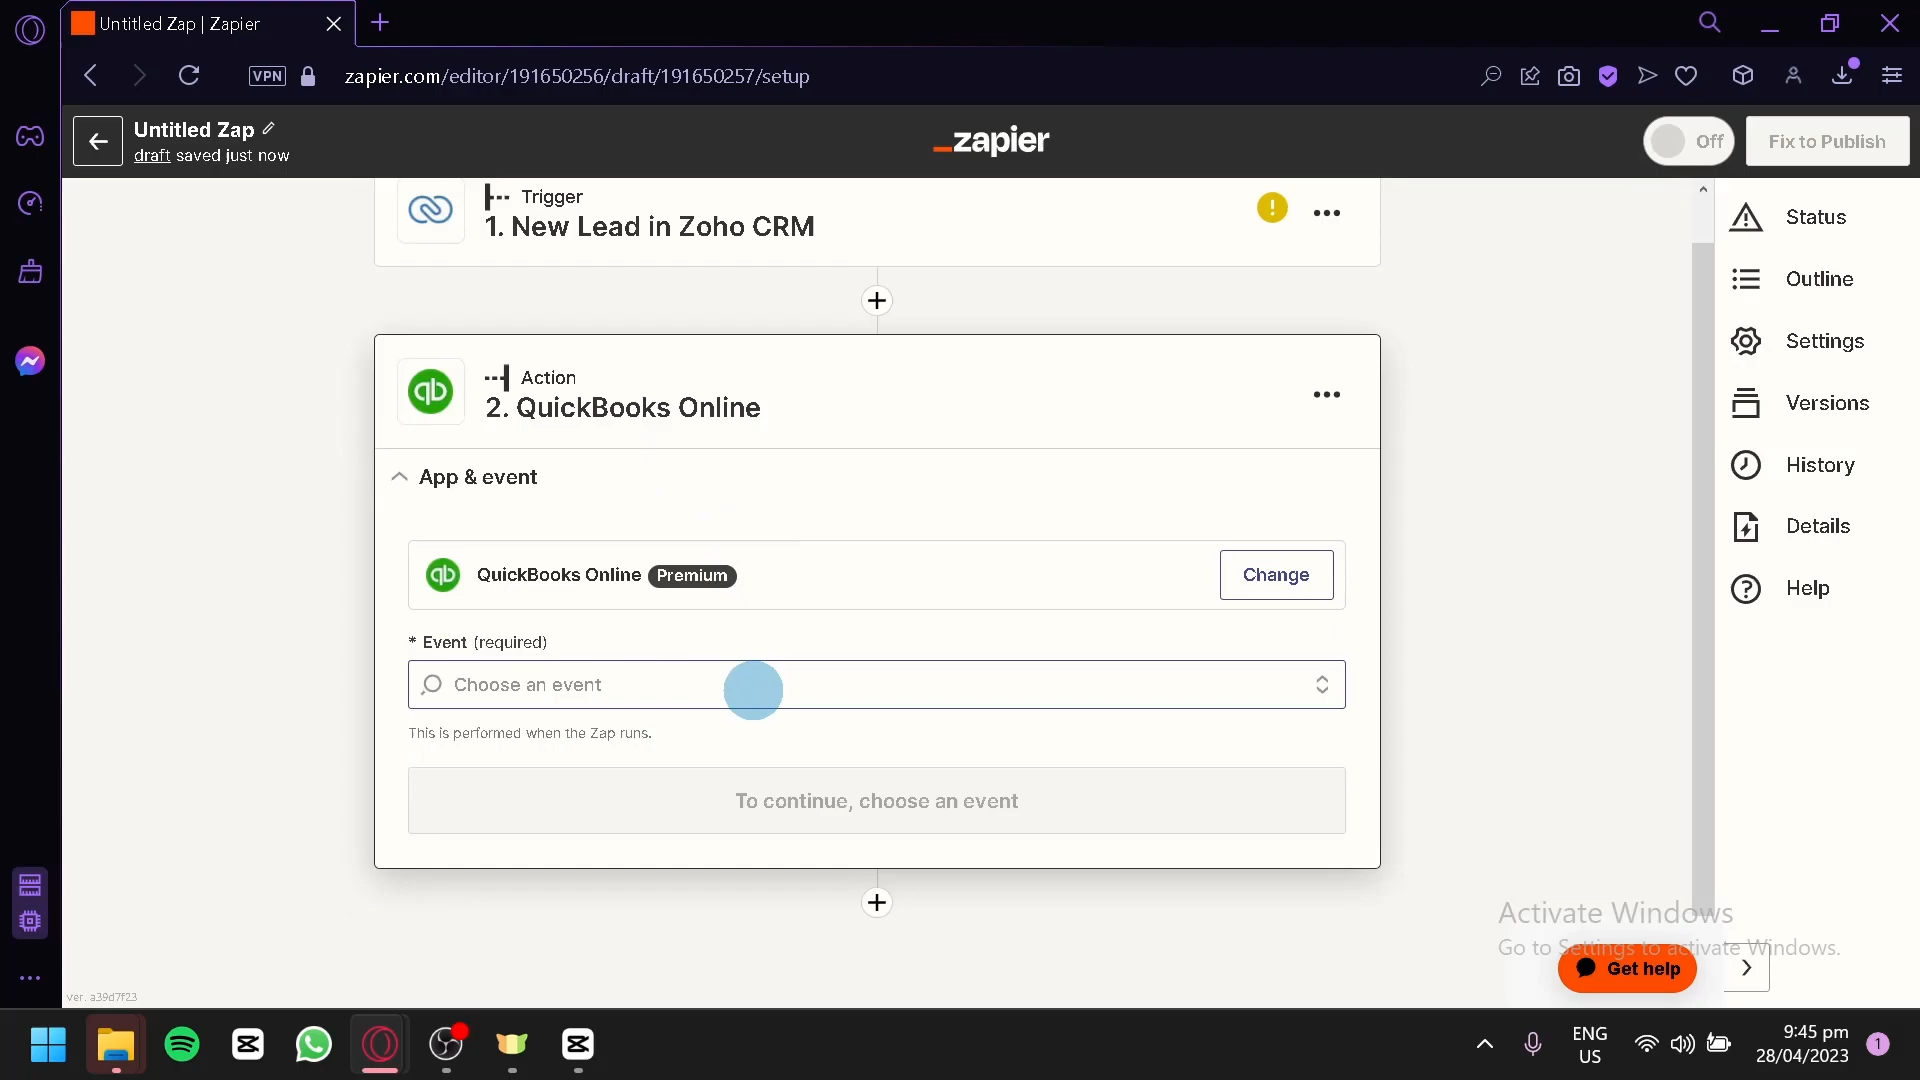 Untitled Zap | Zapier
VPN
zapier.com/editor/191650256/draft/191650257/setup
Untitled Zap
draft saved just now
zapier
Off
Fix to Publish
Trigger
1. New Lead in Zoho CRM
Action
2. QuickBooks Online
App & event
QuickBooks Online Premium
Change
* Event (required)
Choose an event
This is performed when the Zap runs.
To continue, choose an event
Status
Outline
Settings
Versions
History
Details
Help
Activate Windows
Go to Settings to activate Windows.
Get help
ver. a39d7f23
ENG
US
9:45 pm
28/04/2023
1